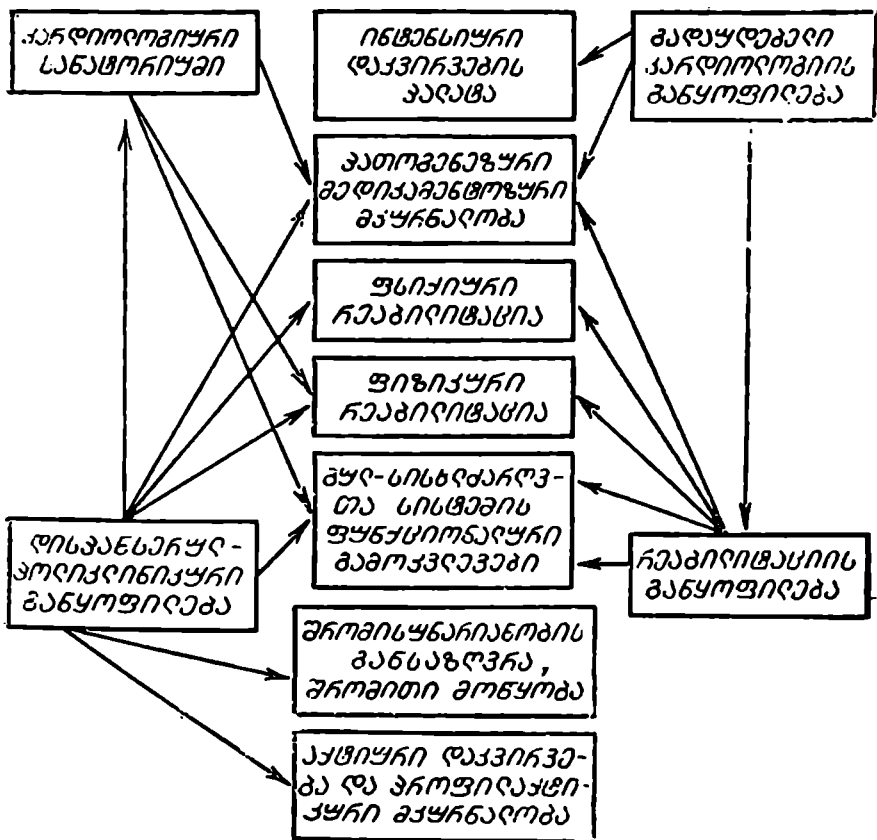 კარდიოლოგიური
სანატორიუმი
ინტენსიური
დაკვირვების
პალატა
გადაუდებელი
კარდიოლოგიის
განყოფილება
პათოგენეზური
მედიკამენტოზური
მკურნალობა
ფსიქიური
რეაბილიტაცია
ფიზიკური
რეაბილიტაცია
გულ-სისხლძარღვ-
თა სისტემის
ფუნქციონალური
გამოკვლევები
დისპანსერულ-
პოლიკლინიკური
განყოფილება
რეაბილიტაციის
განყოფილება
შრომისუნარიანობის
განსაზღვრა,
შრომითი მოწყობა
აქტიური დაკვირვე-
ბა და პროფილაქტი-
კური მკურნალობა